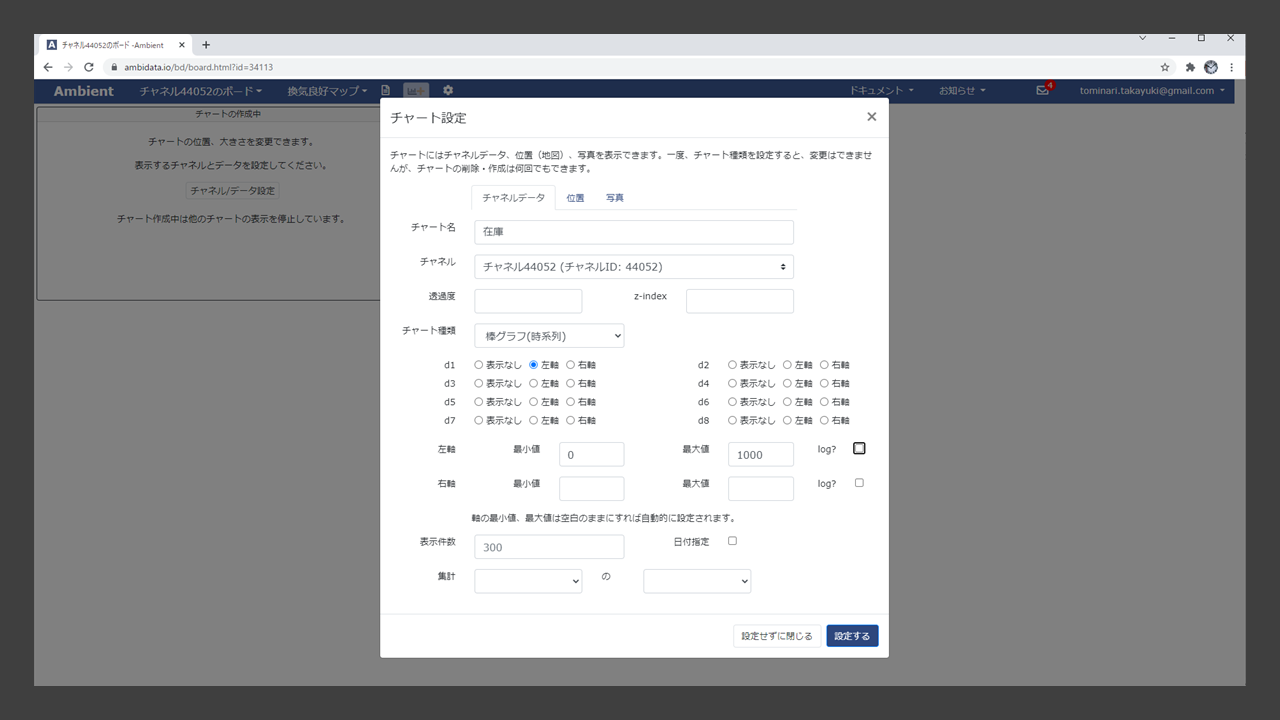 A チャネル44052のボード -Ambient × +
ambidata.io/bd/board.html?id=34113
Ambient チャネル44052のボード 換気良好マップ ドキュメント お知らせ 4 tominari.takayuki@gmail.com
チャートの作成中
チャートの位置、大きさを変更できます。
表示するチャネルとデータを設定してください。
チャネル/データ設定
チャート作成中は他のチャートの表示を停止しています。
チャート設定 ×
チャートにはチャネルデータ、位置（地図）、写真を表示できます。一度、チャート種類を設定すると、変更はできませ
んが、チャートの削除・作成は何回でもできます。
チャネルデータ 位置 写真
チャート名 在庫
チャネル チャネル44052 (チャネルID: 44052)
透過度 z-index
チャート種類 棒グラフ(時系列)
d1 表示なし 左軸 右軸 d2 表示なし 左軸 右軸
d3 表示なし 左軸 右軸 d4 表示なし 左軸 右軸
d5 表示なし 左軸 右軸 d6 表示なし 左軸 右軸
d7 表示なし 左軸 右軸 d8 表示なし 左軸 右軸
左軸 最小値 0 最大値 1000 log?
右軸 最小値 最大値 log?
軸の最小値、最大値は空白のままにすれば自動的に設定されます。
表示件数 300 日付指定
集計 の
設定せずに閉じる 設定する